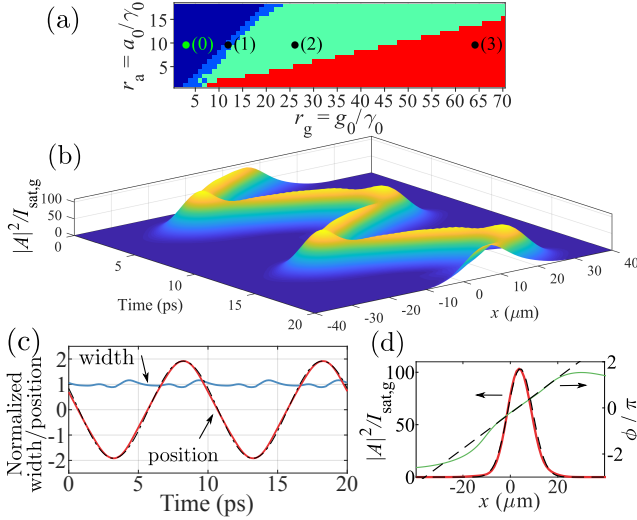 (a)
r_a = a_0/γ_0
15
10
5
(0)
(1)
(2)
(3)
5 10 15 20 25 30 35 40 45 50 55 60 65 70
r_g = g_0/γ_0
(b)
|A|^2/I_sat,g
100
50
0
0
5
10
15
20
Time (ps)
-40
-30
-20
-10
0
10
20
30
40
x (μm)
(c)
Normalized
width/position
2
1
0
-1
-2
width
position
0 5 10 15 20
Time (ps)
(d)
|A|^2/I_sat,g
100
50
0
2
0
-2
ϕ / π
-20 0 20
x (μm)